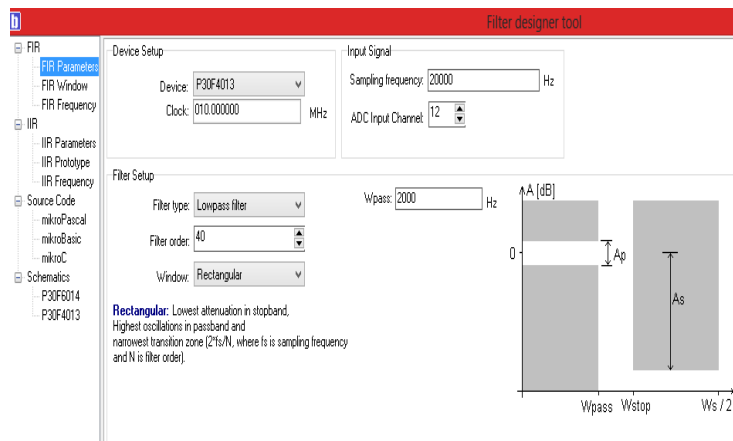 Filter designer tool
FIR
FIR Parameters
FIR Window
FIR Frequency
IIR
IIR Parameters
IIR Prototype
IIR Frequency
Source Code
mikroPascal
mikroBasic
mikroC
Schematics
P30F6014
P30F4013
Device Setup
Device: P30F4013
Clock: 010.000000 MHz
Input Signal
Sampling frequency: 20000 Hz
ADC Input Channel: 12
Filter Setup
Filter type: Lowpass filter
Filter order: 40
Window: Rectangular
Wpass: 2000 Hz
Rectangular: Lowest attenuation in stopband,
Highest oscillations in passband and
narrowest transition zone (2*fs/N, where fs is sampling frequency
and N is filter order).
A [dB]
0
Ap
As
Wpass Wstop Ws / 2